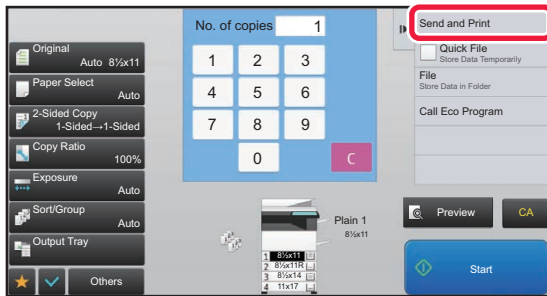 No. of copies 1
Original
Auto 8½x11
Paper Select
Auto
2-Sided Copy
1-Sided→1-Sided
Copy Ratio
100%
Exposure
Auto
Sort/Group
Auto
Output Tray
Others
1 2 3
4 5 6
7 8 9
0 C
Plain 1
8½x11
1 8½x11
2 8½x11R
3 8½x14
4 11x17
Send and Print
Quick File
Store Data Temporarily
File
Store Data in Folder
Call Eco Program
Preview
CA
Start